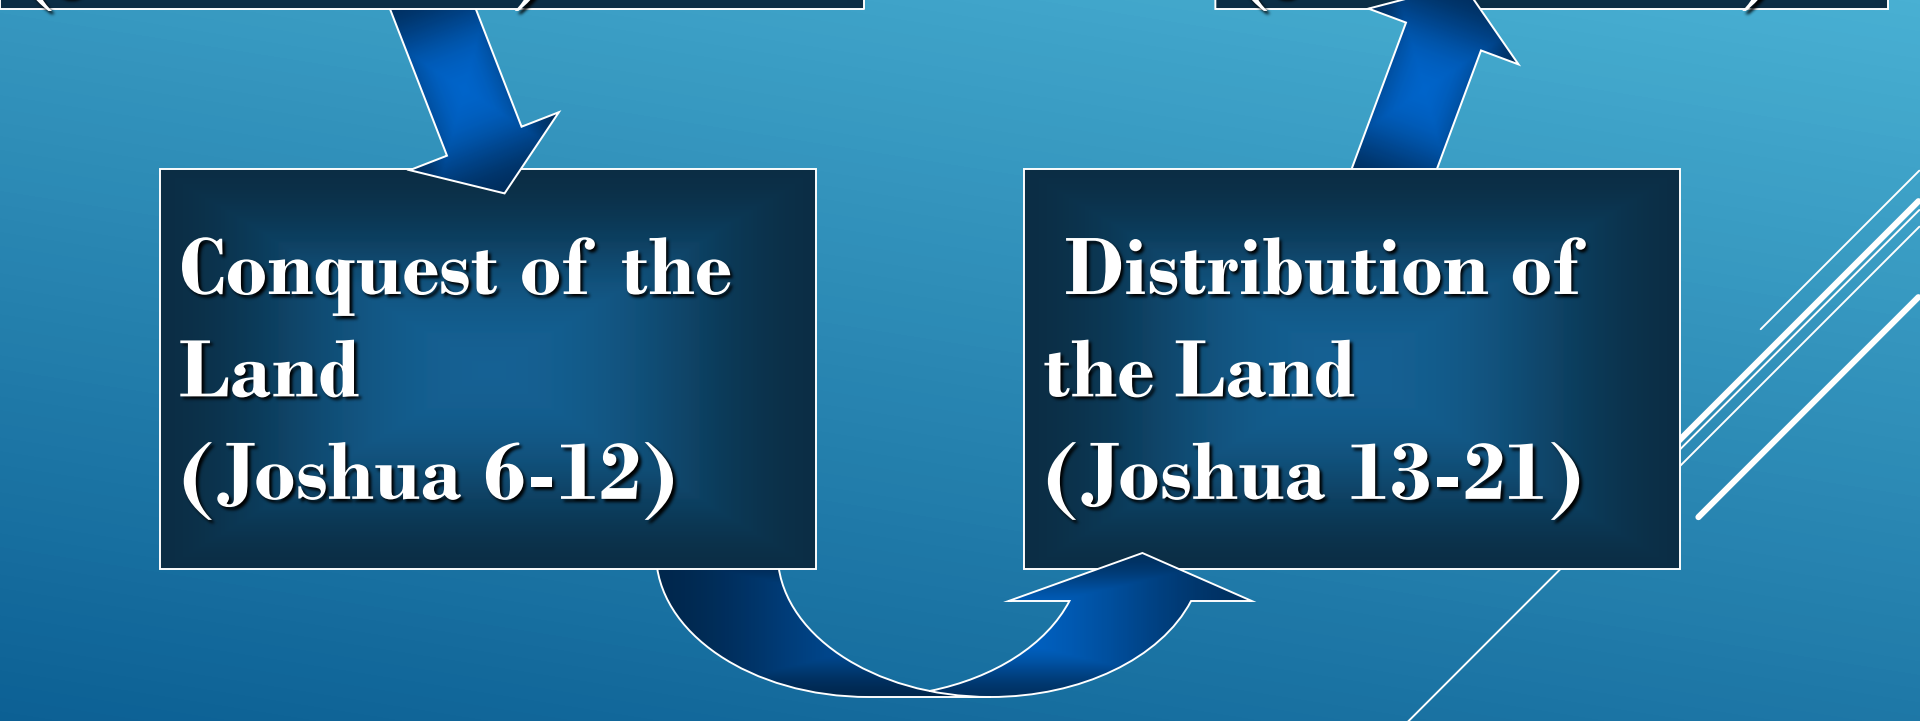 Conquest of the
Land
(Joshua 6-12)
Distribution of
the Land
(Joshua 13-21)